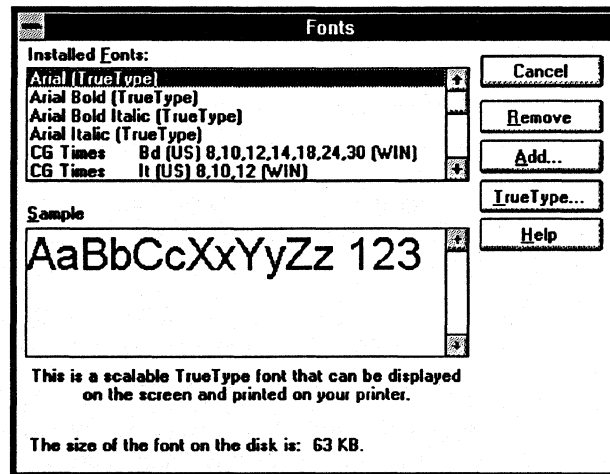 Fonts
Installed Fonts:
Arial (TrueType)
Arial Bold (TrueType)
Arial Bold Italic (TrueType)
Arial Italic (TrueType)
CG Times Bd (US) 8,10,12,14,18,24,30 (WIN)
CG Times It (US) 8,10,12 (WIN)
Cancel
Remove
Add...
TrueType...
Help
Sample
AaBbCcXxYyZz 123
This is a scalable TrueType font that can be displayed
on the screen and printed on your printer.
The size of the font on the disk is: 63 KB.